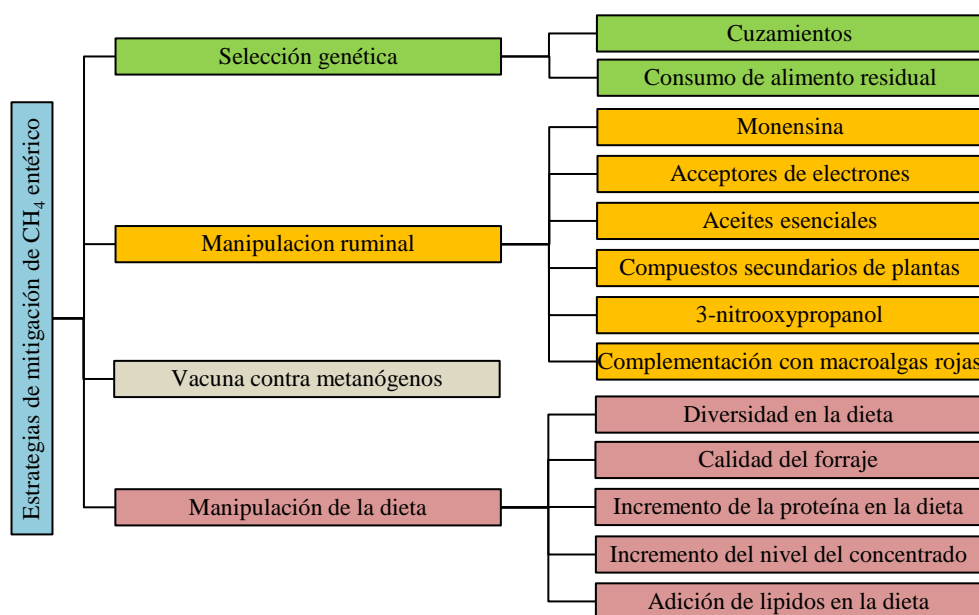 Estrategias de mitigación de CH₄ entérico
Selección genética
Cuzamientos
Consumo de alimento residual
Manipulacion ruminal
Monensina
Acceptores de electrones
Aceites esenciales
Compuestos secundarios de plantas
3-nitrooxypropanol
Complementación con macroalgas rojas
Vacuna contra metanógenos
Manipulación de la dieta
Diversidad en la dieta
Calidad del forraje
Incremento de la proteína en la dieta
Incremento del nivel del concentrado
Adición de lipidos en la dieta